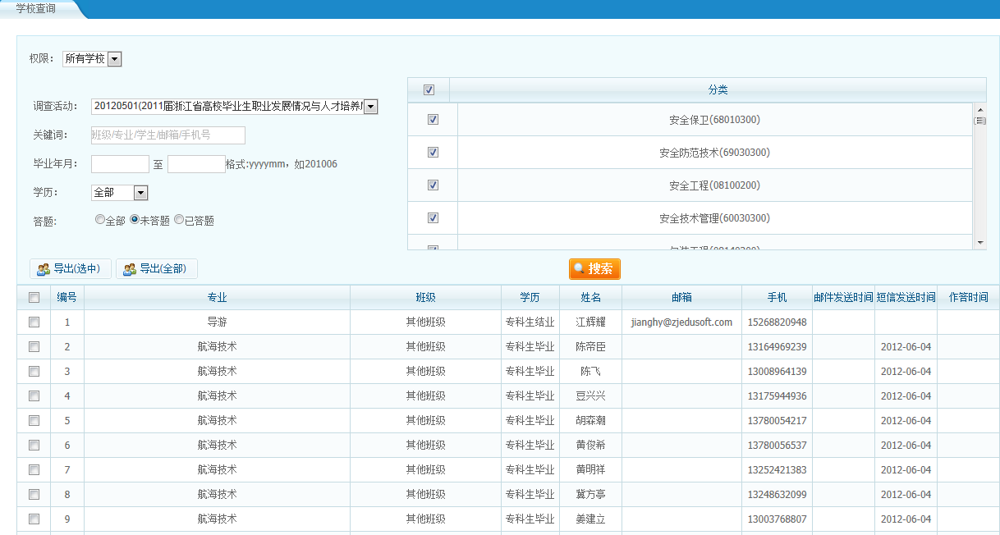 学校查询
权限： 所有学校
调查活动： 20120501(2011届浙江省高校毕业生职业发展情况与人才培养
关键词： 班级/专业/学生/邮箱/手机号
毕业年月： 至 格式:yyyymm，如201006
学历： 全部
答题: 全部 未答题 已答题
分类
安全保卫(68010300)
安全防范技术(69030300)
安全工程(08100200)
安全技术管理(60030300)
导出(选中) 导出(全部) 搜索
编号 专业 班级 学历 姓名 邮箱 手机 邮件发送时间 短信发送时间 作答时间
1 导游 其他班级 专科生结业 江辉耀 jianghy@zjedusoft.com 15268820948
2 航海技术 其他班级 专科生毕业 陈帝臣 13164969239 2012-06-04
3 航海技术 其他班级 专科生毕业 陈飞 13008964139 2012-06-04
4 航海技术 其他班级 专科生毕业 豆兴兴 13175944936 2012-06-04
5 航海技术 其他班级 专科生毕业 胡森潮 13780054217 2012-06-04
6 航海技术 其他班级 专科生毕业 黄俊希 13780056537 2012-06-04
7 航海技术 其他班级 专科生毕业 黄明祥 13252421383 2012-06-04
8 航海技术 其他班级 专科生毕业 冀方亭 13248632099 2012-06-04
9 航海技术 其他班级 专科生毕业 姜建立 13003768807 2012-06-04